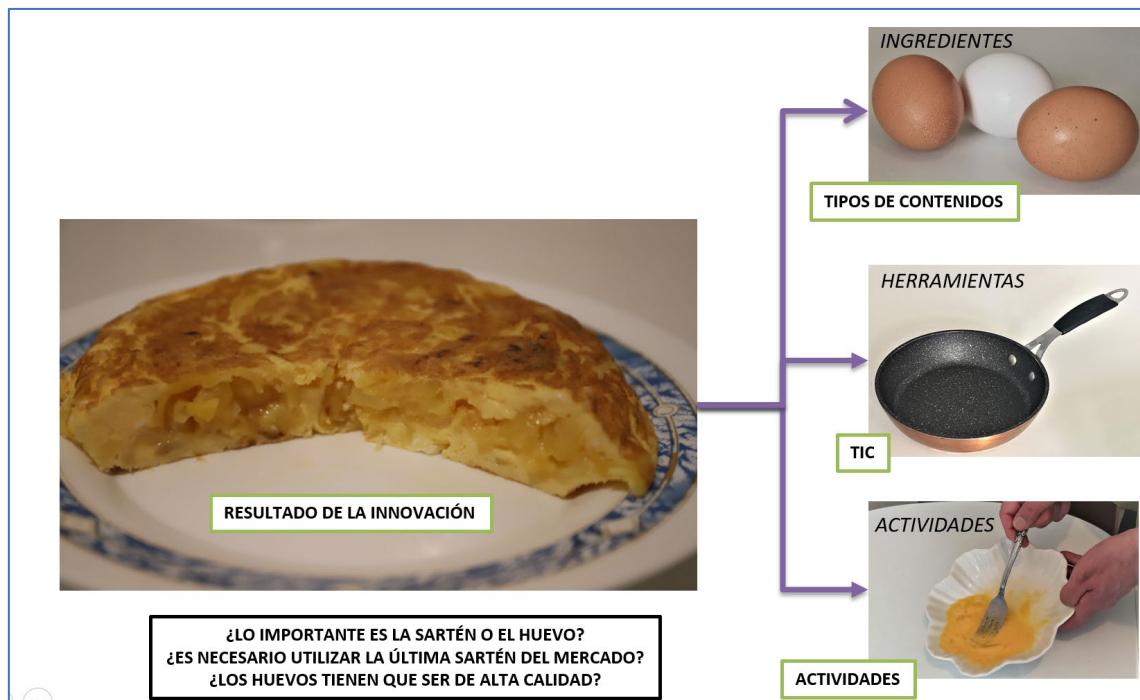 INGREDIENTES
TIPOS DE CONTENIDOS
HERRAMIENTAS
TIC
RESULTADO DE LA INNOVACIÓN
ACTIVIDADES
ACTIVIDADES
¿LO IMPORTANTE ES LA SARTÉN O EL HUEVO?
¿ES NECESARIO UTILIZAR LA ÚLTIMA SARTÉN DEL MERCADO?
¿LOS HUEVOS TIENEN QUE SER DE ALTA CALIDAD?